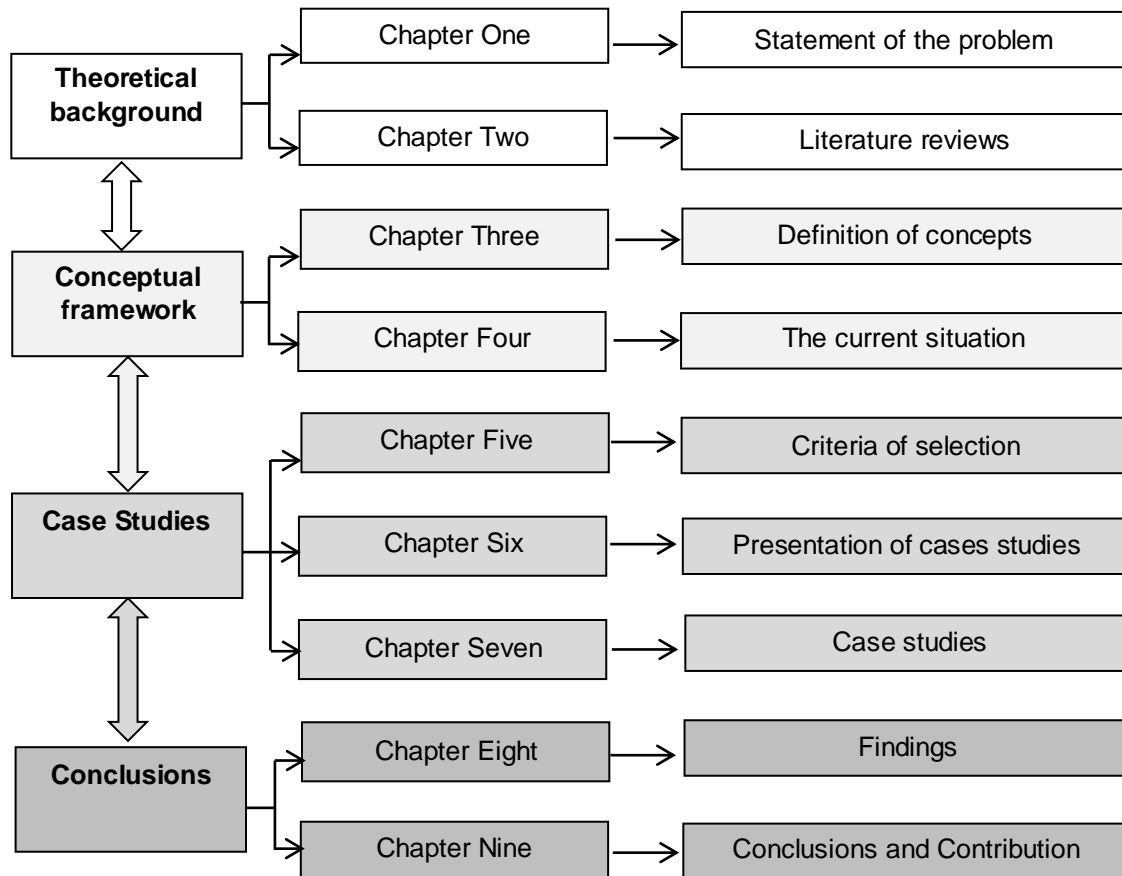 Theoretical
background
Chapter One
Statement of the problem
Chapter Two
Literature reviews
Conceptual
framework
Chapter Three
Definition of concepts
Chapter Four
The current situation
Case Studies
Chapter Five
Criteria of selection
Chapter Six
Presentation of cases studies
Chapter Seven
Case studies
Conclusions
Chapter Eight
Findings
Chapter Nine
Conclusions and Contribution